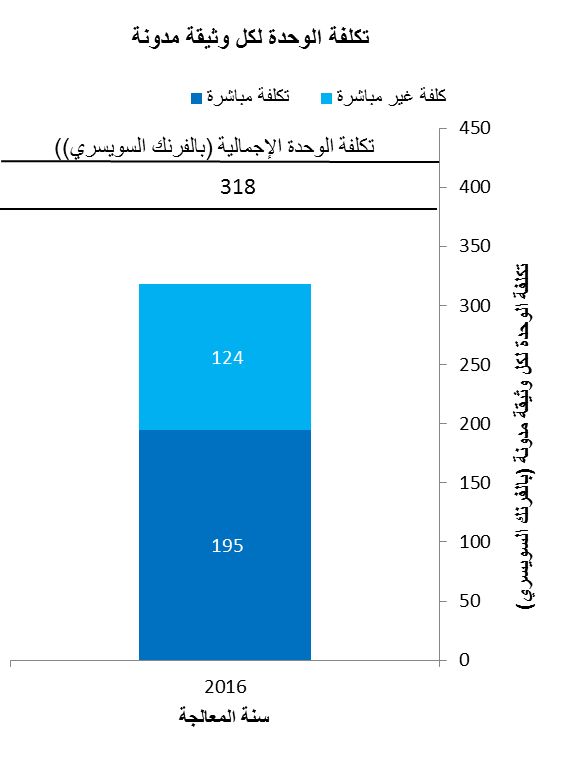 تكلفة الوحدة لكل وثيقة مدونة
كلفة غير مباشرة
تكلفة مباشرة
تكلفة الوحدة الإجمالية (بالفرنك السويسري))
318
450
400
350
300
250
200
150
100
50
0
تكلفة الوحدة لكل وثيقة مدونة (بالفرنك السويسري)
124
195
2016
سنة المعالجة